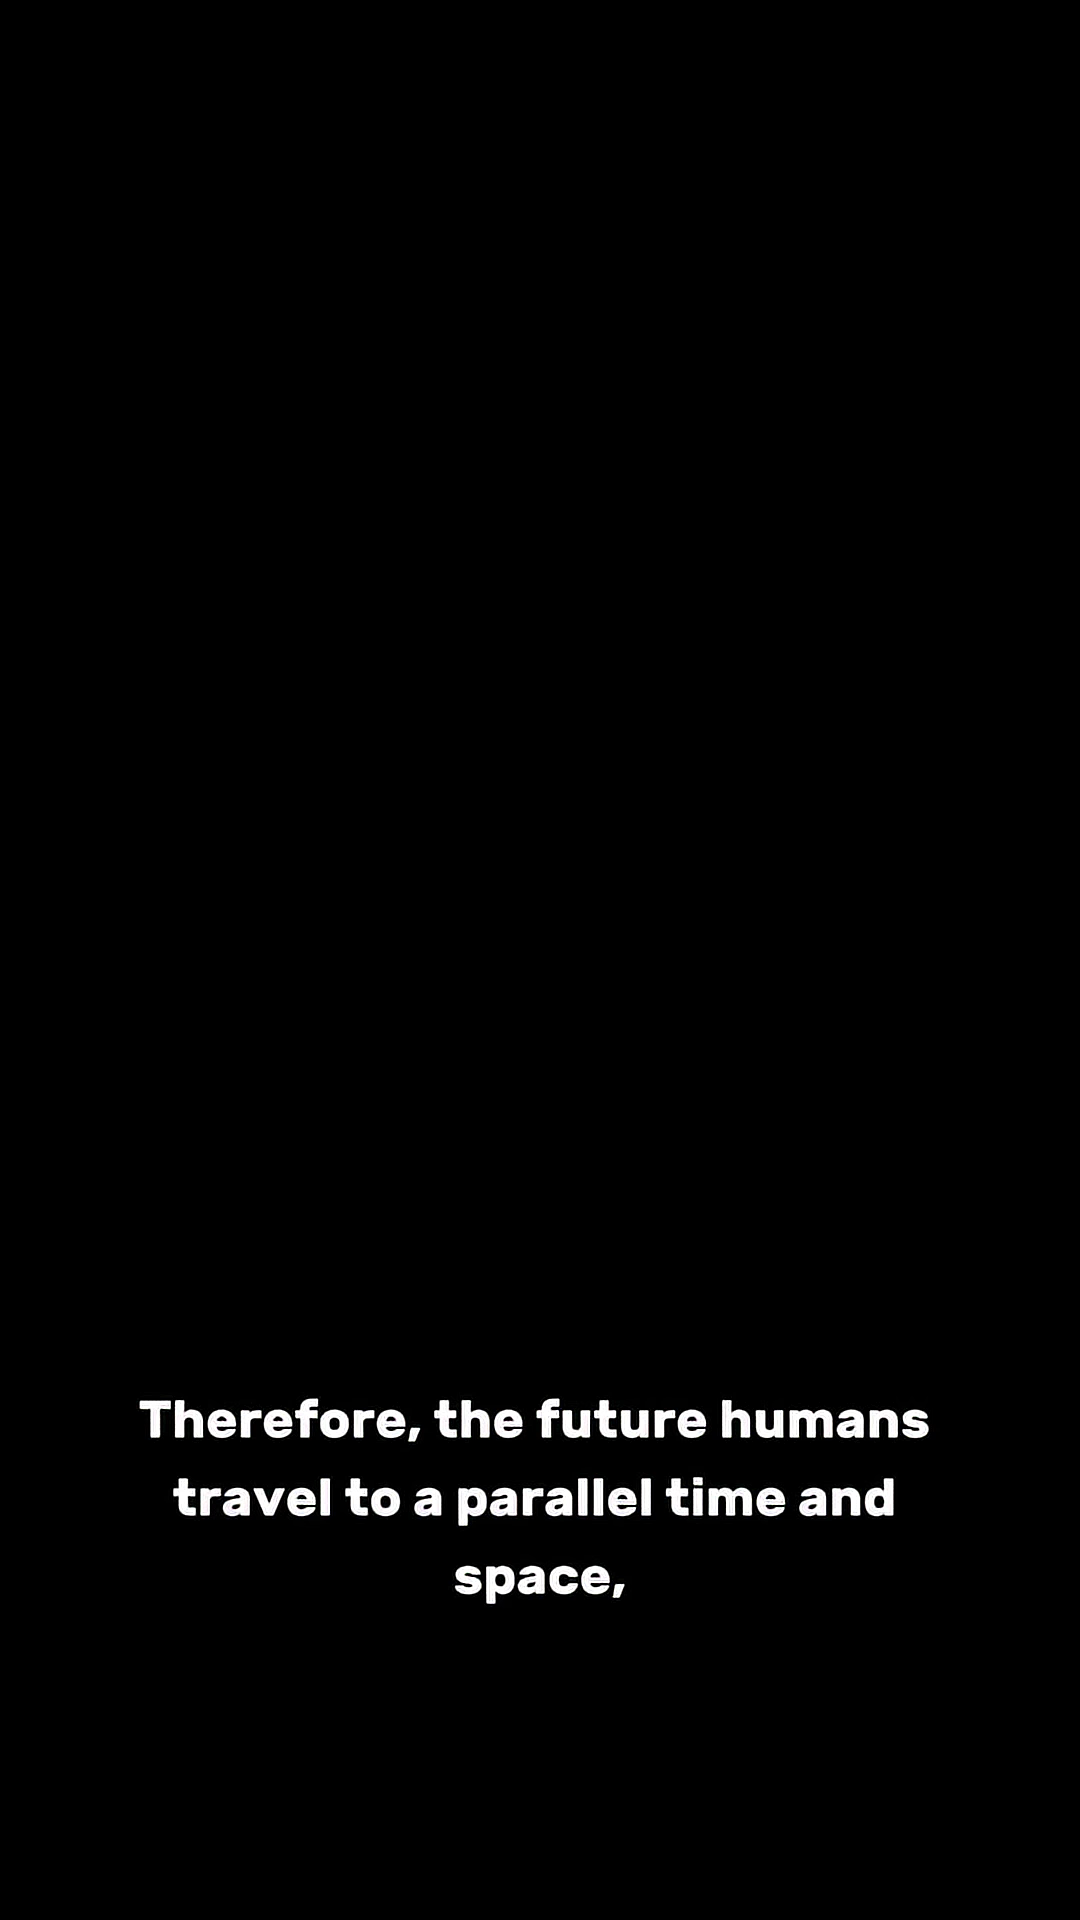 Therefore, the future humans
travel to a parallel time and
space,